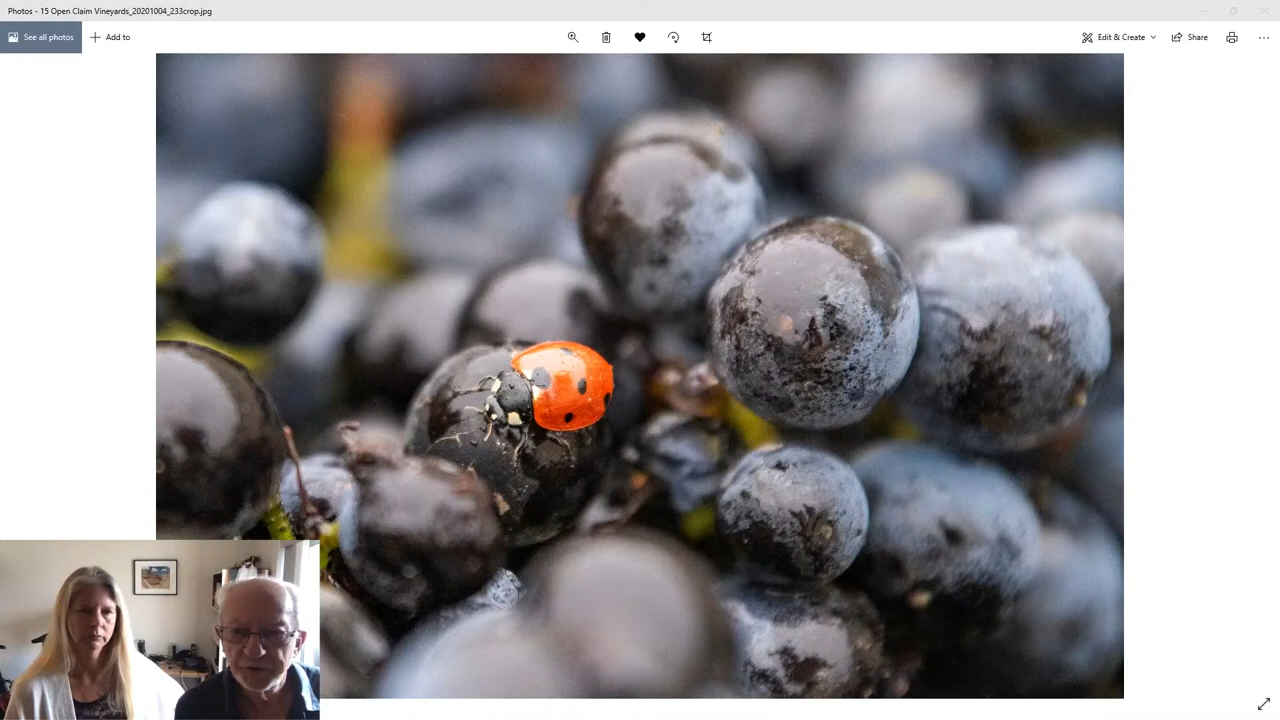 Photos - 15 Open Claim Vineyards_20201004_233crop.jpg
See all photos
Add to
Edit & Create
Share